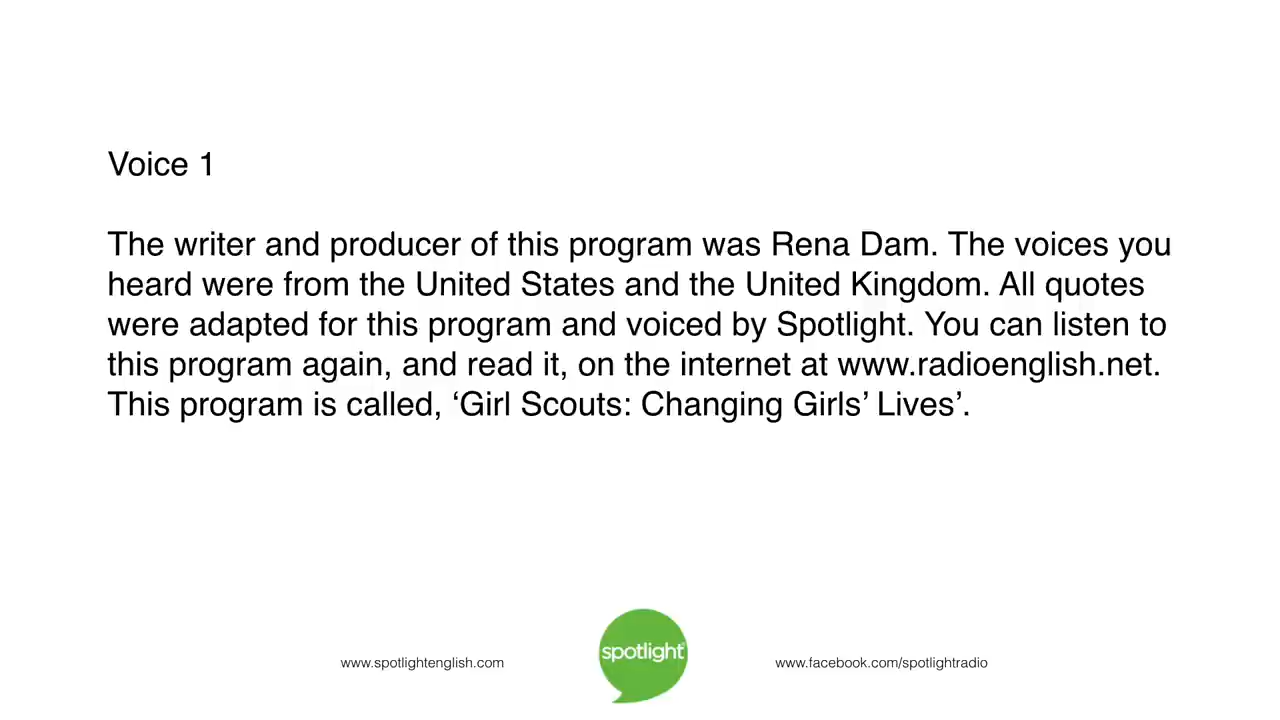 Voice 1
The writer and producer of this program was Rena Dam. The voices you
heard were from the United States and the United Kingdom. All quotes
were adapted for this program and voiced by Spotlight. You can listen to
this program again, and read it, on the internet at www.radioenglish.net.
This program is called, ‘Girl Scouts: Changing Girls’ Lives’.
www.spotlightenglish.com
spotlight
www.facebook.com/spotlightradio